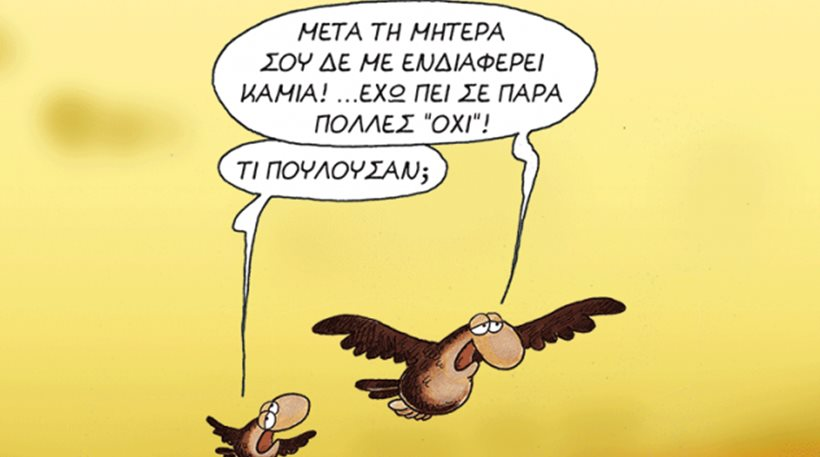 ΜΕΤΑ ΤΗ ΜΗΤΕΡΑ
ΣΟΥ ΔΕ ΜΕ ΕΝΔΙΑΦΕΡΕΙ
ΚΑΜΙΑ! ...ΕΧΩ ΠΕΙ ΣΕ ΠΑΡΑ
ΠΟΛΛΕΣ "ΟΧΙ"!
ΤΙ ΠΟΥΛΟΥΣΑΝ;